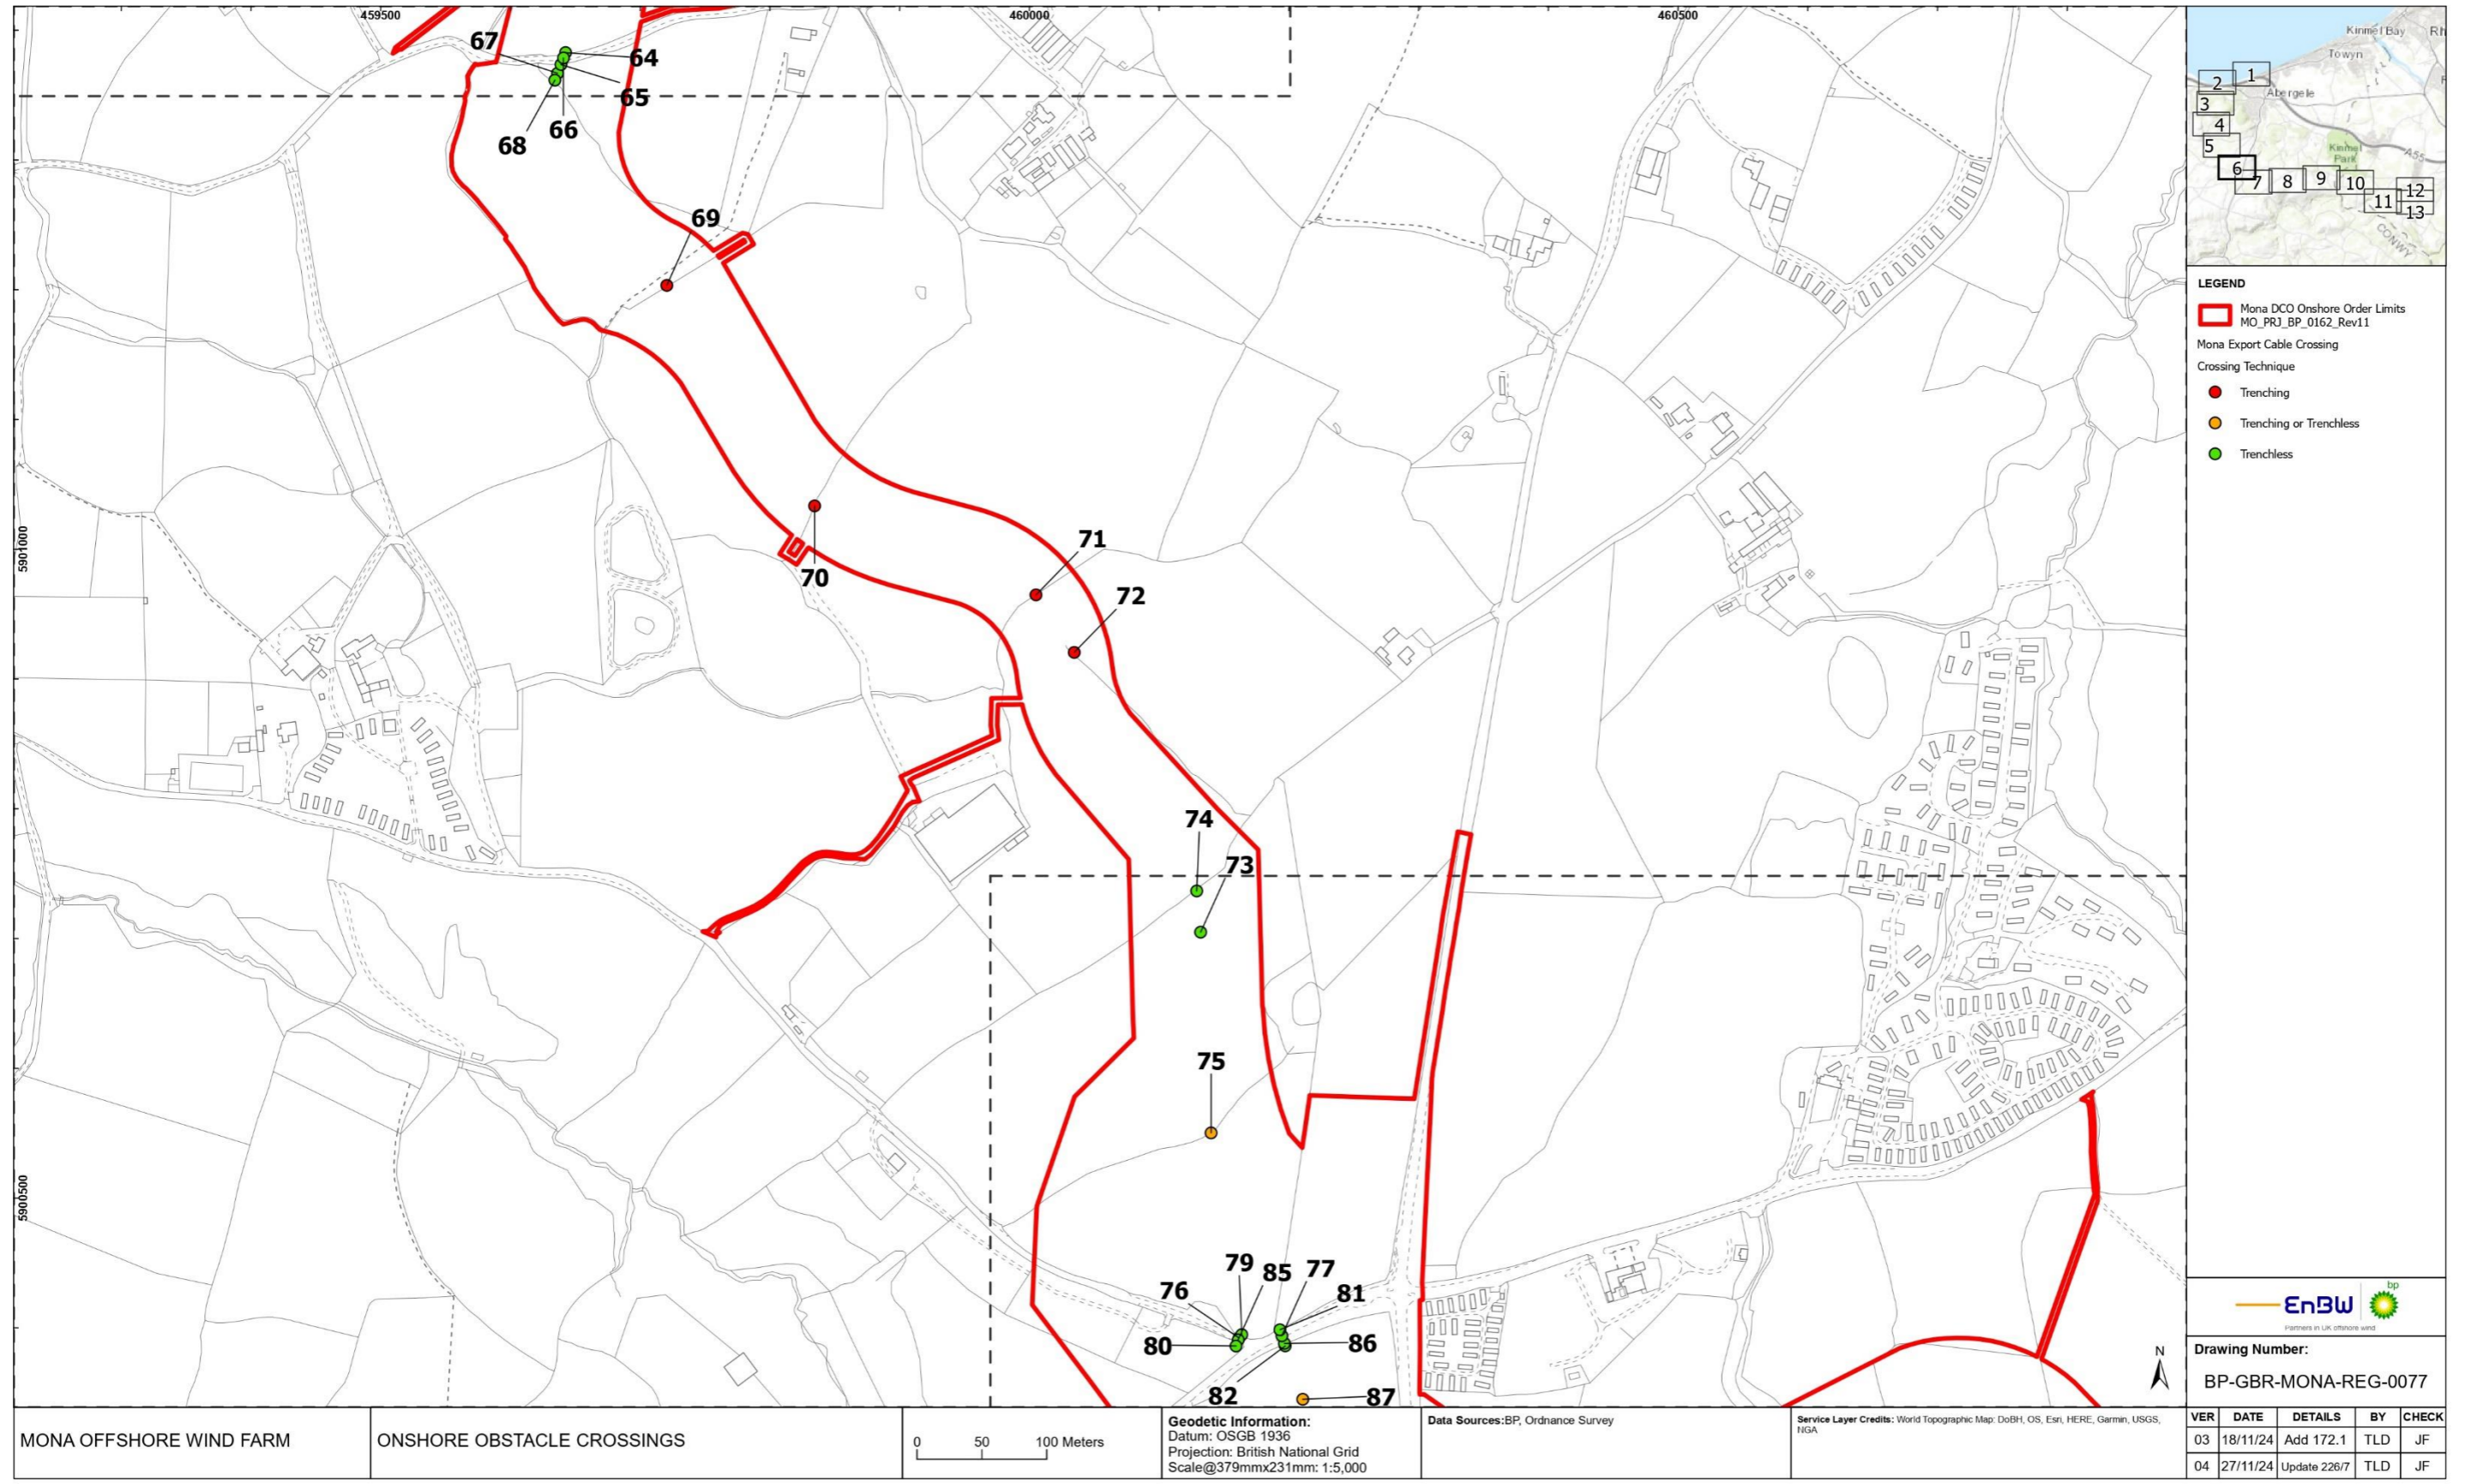 459500
460000
460500
5901000
5900500
67
64
65
68
66
69
70
71
72
74
73
75
79
85
77
76
81
80
86
82
87
Kinmel Bay
Rh
Towyn
1
2
Abergele
3
4
5
Kinmel
Park
A55
6
7
8
9
10
11
12
13
CONWY
LEGEND
Mona DCO Onshore Order Limits
MO_PRJ_BP_0162_Rev11
Mona Export Cable Crossing
Crossing Technique
Trenching
Trenching or Trenchless
Trenchless
N
EnBW
bp
Partners in UK offshore wind
Drawing Number:
BP-GBR-MONA-REG-0077
MONA OFFSHORE WIND FARM
ONSHORE OBSTACLE CROSSINGS
0 50 100 Meters
Geodetic Information:
Datum: OSGB 1936
Projection: British National Grid
Scale@379mmx231mm: 1:5,000
Data Sources:BP, Ordnance Survey
Service Layer Credits: World Topographic Map: DoBH, OS, Esri, HERE, Garmin, USGS,
NGA
VER DATE DETAILS BY CHECK
03 18/11/24 Add 172.1 TLD JF
04 27/11/24 Update 226/7 TLD JF